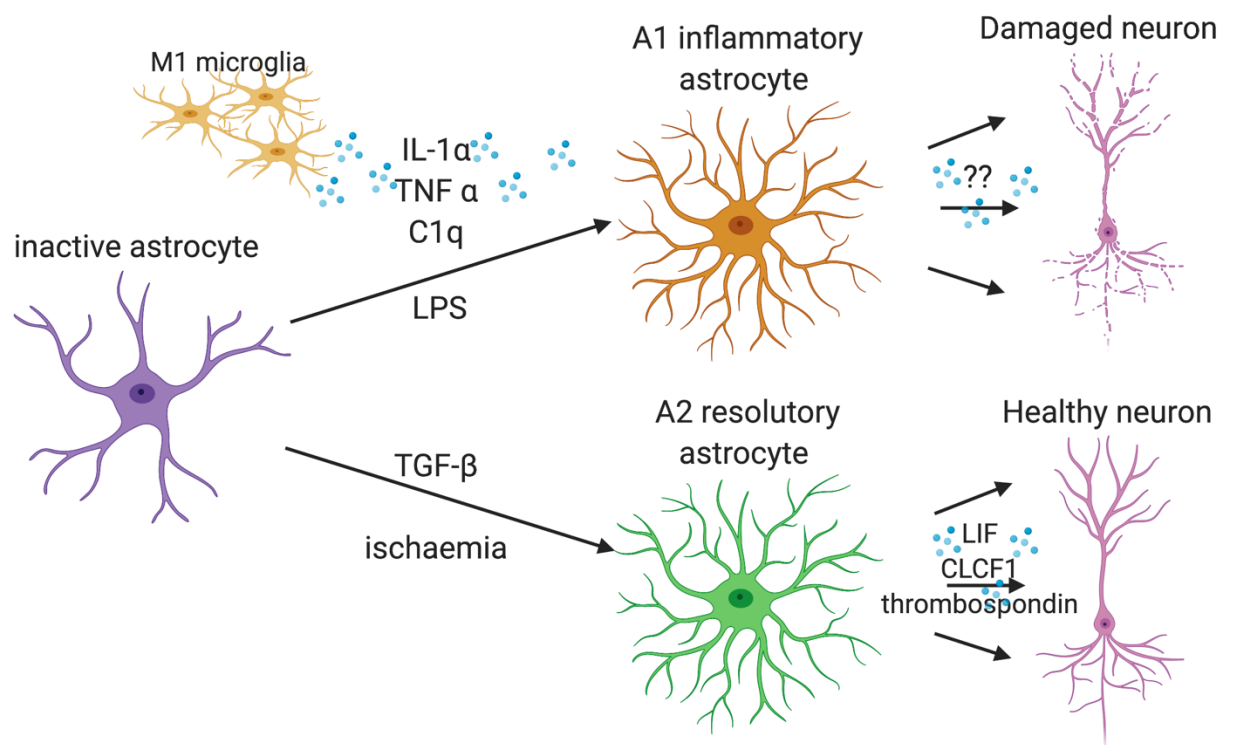 M1 microglia
IL-1α
TNF α
C1q
LPS
A1 inflammatory
astrocyte
??
Damaged neuron
inactive astrocyte
TGF-β
ischaemia
A2 resolutory
astrocyte
LIF
CLCF1
thrombospondin
Healthy neuron